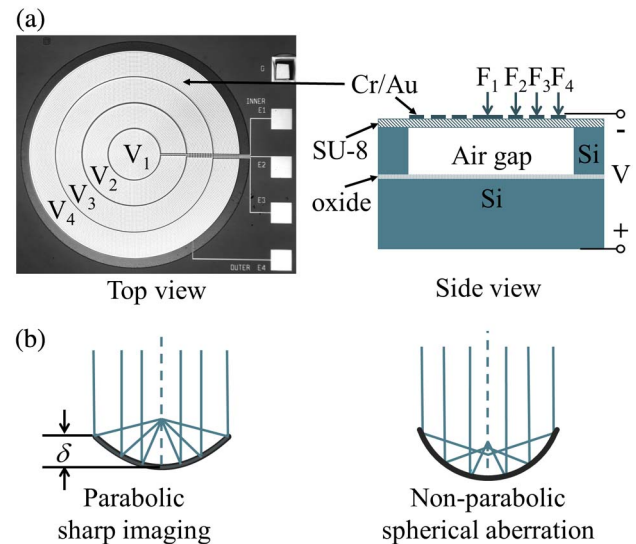 (a)
G
INNER
E1
E2
E3
OUTER E4
V1
V2
V3
V4
Top view
Cr/Au
SU-8
oxide
F1 F2 F3 F4
Air gap
Si
Si
-
V
+
Side view
(b)
δ
Parabolic
sharp imaging
Non-parabolic
spherical aberration